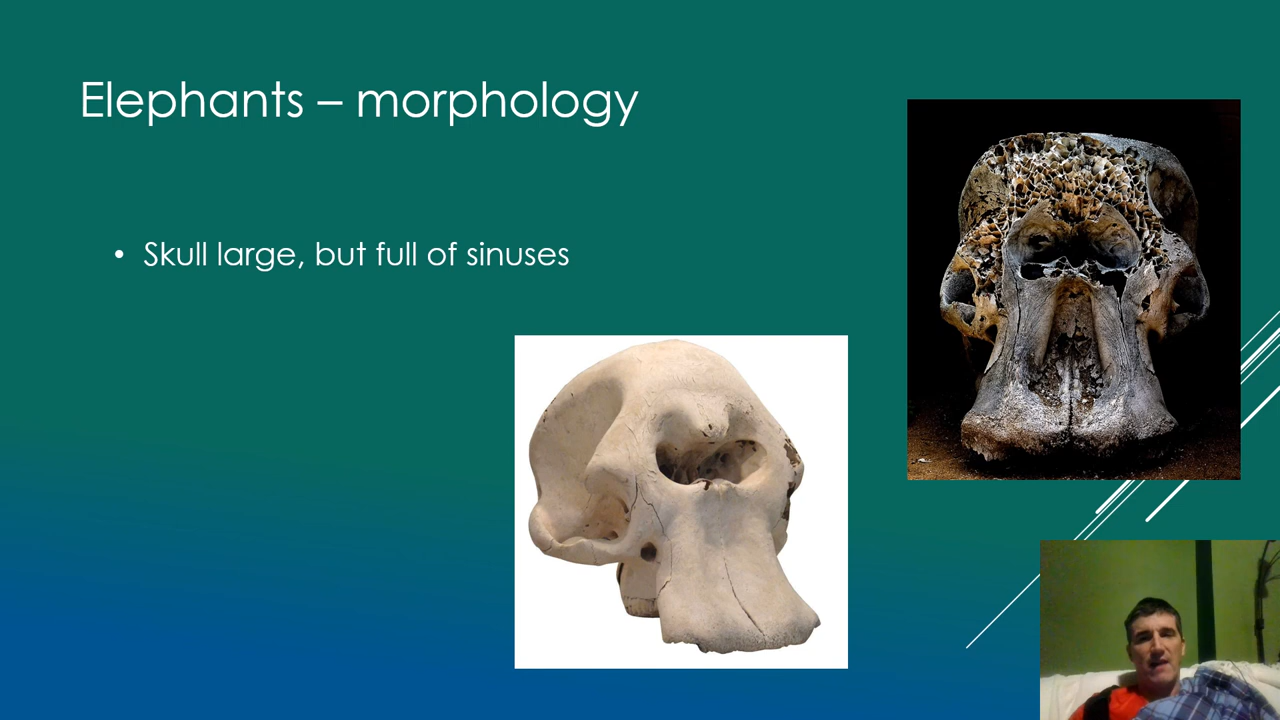 Elephants – morphology
• Skull large, but full of sinuses